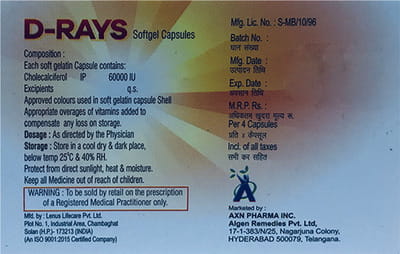 D-RAYS Softgel Capsules
Composition :
Each soft gelatin Capsule contains:
Cholecalciferol IP 60000 IU
Excipients q.s.
Approved colours used in soft gelatin capsule Shell
Appropriate overages of vitamins added to
compensate any loss on storage.
Dosage : As directed by the Physician
Storage : Store in a cool dry & dark place,
below temp 25°C & 40% RH.
Protect from direct sunlight, heat & moisture.
Keep all Medicine out of reach of children.
WARNING : To be sold by retail on the prescription
of a Registered Medical Practitioner only.
Mfg. by : Lenus Lifecare Pvt. Ltd.
Plot No. 1, Industrial Area, Chambaghat
Solan (H.P.)- 173213 (INDIA)
(An ISO 9001:2015 Certified Company)
Mfg. Lic. No. : S-MB/10/96
Batch No. :
घान संख्या
Mfg. Date :
उत्पादन तिथि
Exp. Date :
अवसान तिथि
M.R.P. Rs :
अधिकतम खुदरा मूल्य रू.
Per 4 Capsules
प्रति ४ कैपसूल
Incl. of all taxes
सभी कर सहित
Marketed by :
AXN PHARMA INC.
Algen Remedies Pvt. Ltd,
17-1-383/N/25, Nagarjuna Colony,
HYDERABAD 500079, Telangana.